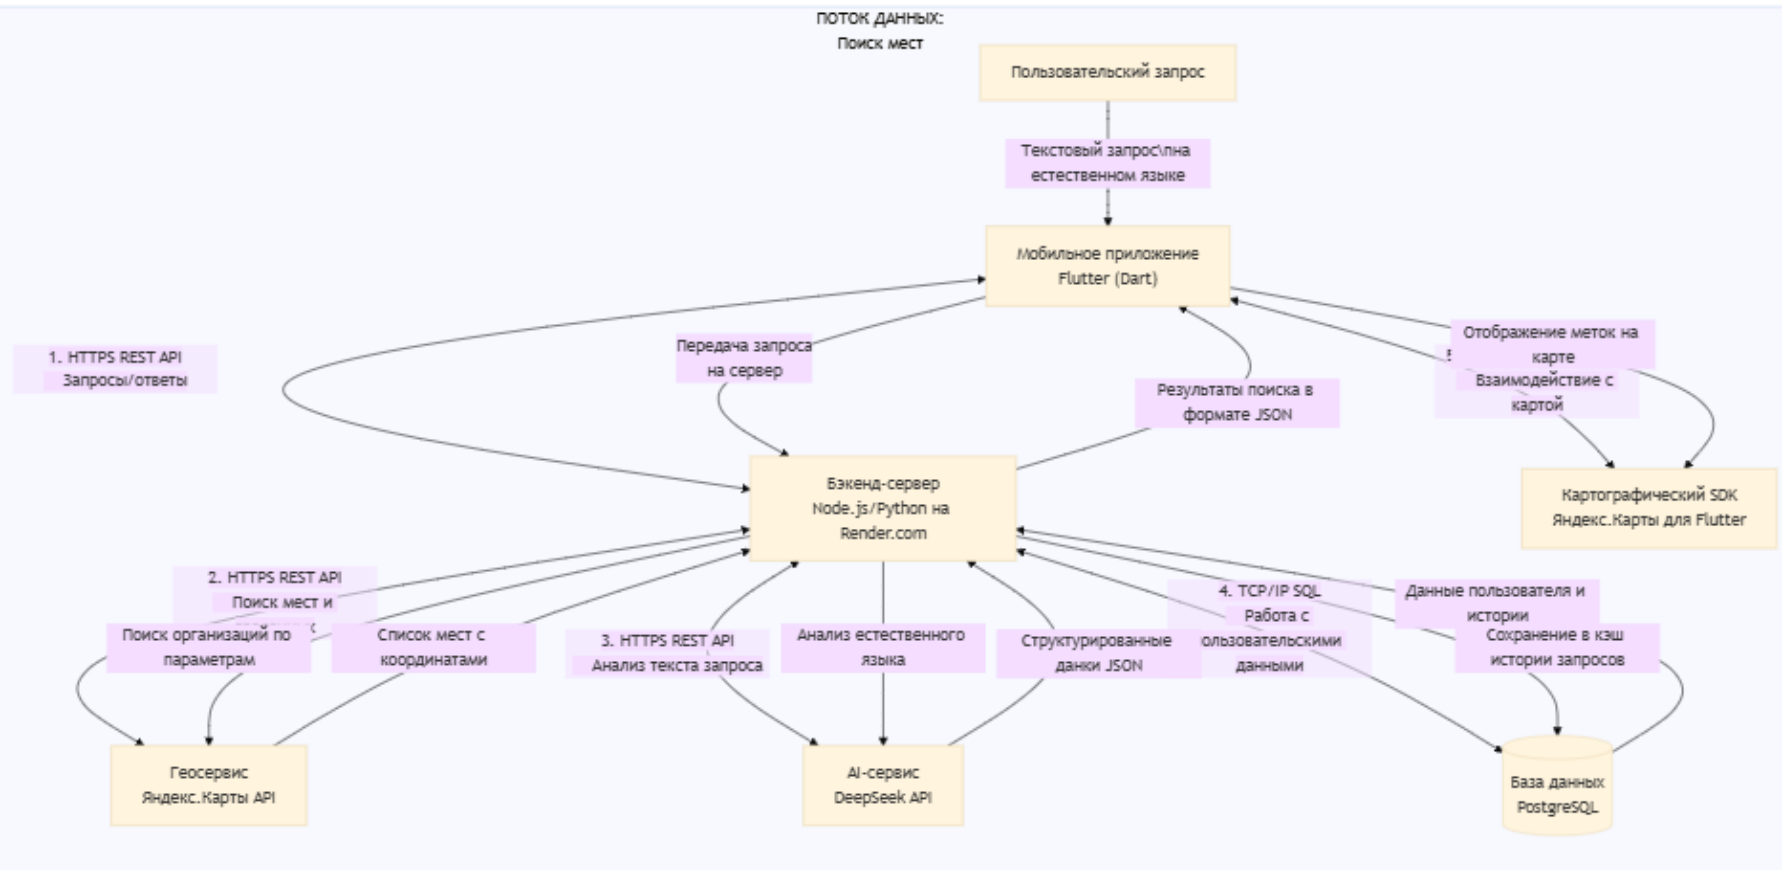 ПОТОК ДАННЫХ:
Поиск мест
Пользовательский запрос
Текстовый запрос\nна
естественном языке
Мобильное приложение
Flutter (Dart)
1. HTTPS REST API
Запросы/ответы
Передача запроса
на сервер
Результаты поиска в
формате JSON
Отображение меток на
карте
Взаимодействие с
картой
Бэкенд-сервер
Node.js/Python на
Render.com
Картографический SDK
Яндекс.Карты для Flutter
2. HTTPS REST API
Поиск мест и
Поиск организаций по
параметрам
Список мест с
координатами
3. HTTPS REST API
Анализ текста запроса
Анализ естественного
языка
Структурированные
данки JSON
4. TCP/IP SQL
Работа с
ользовательскими
данными
Данные пользователя и
истории
Сохранение в кэш
истории запросов
Геосервис
Яндекс.Карты API
AI-сервис
DeepSeek API
База данных
PostgreSQL